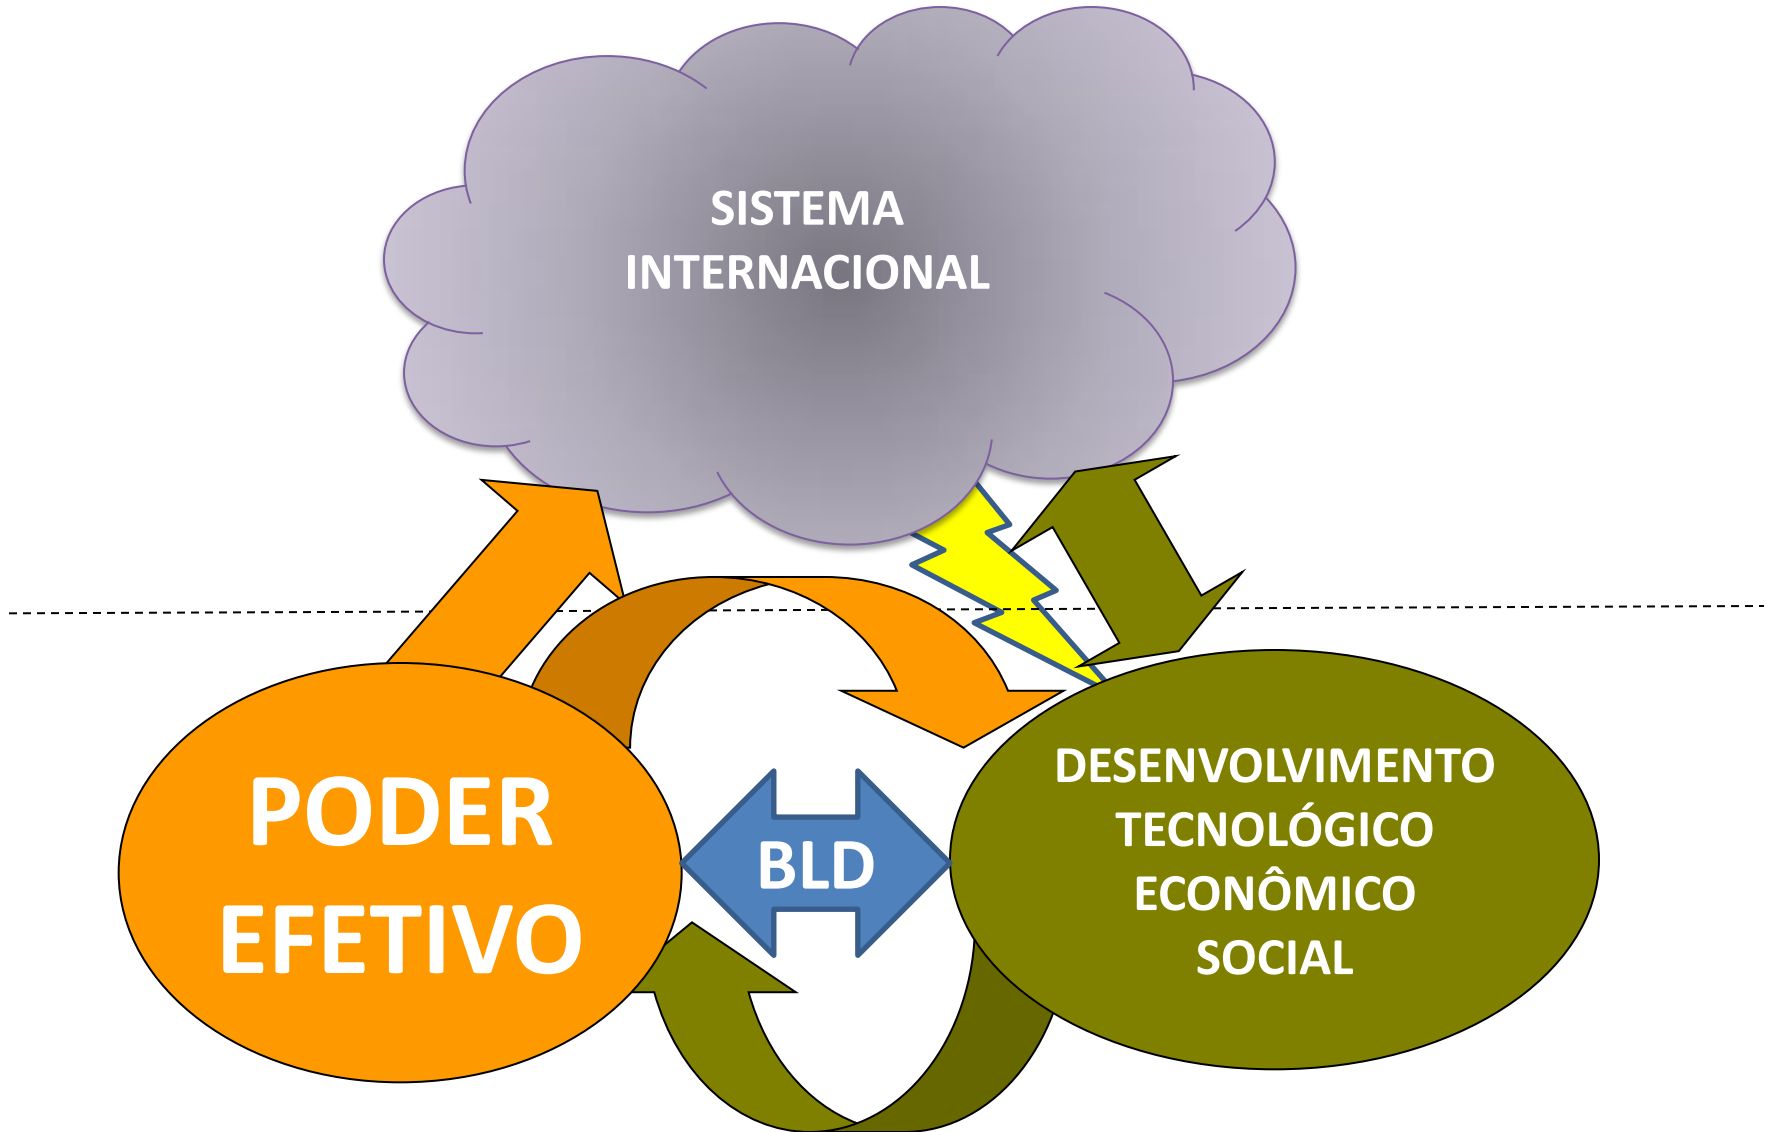 SISTEMA
INTERNACIONAL
PODER
EFETIVO
BLD
DESENVOLVIMENTO
TECNOLÓGICO
ECONÔMICO
SOCIAL